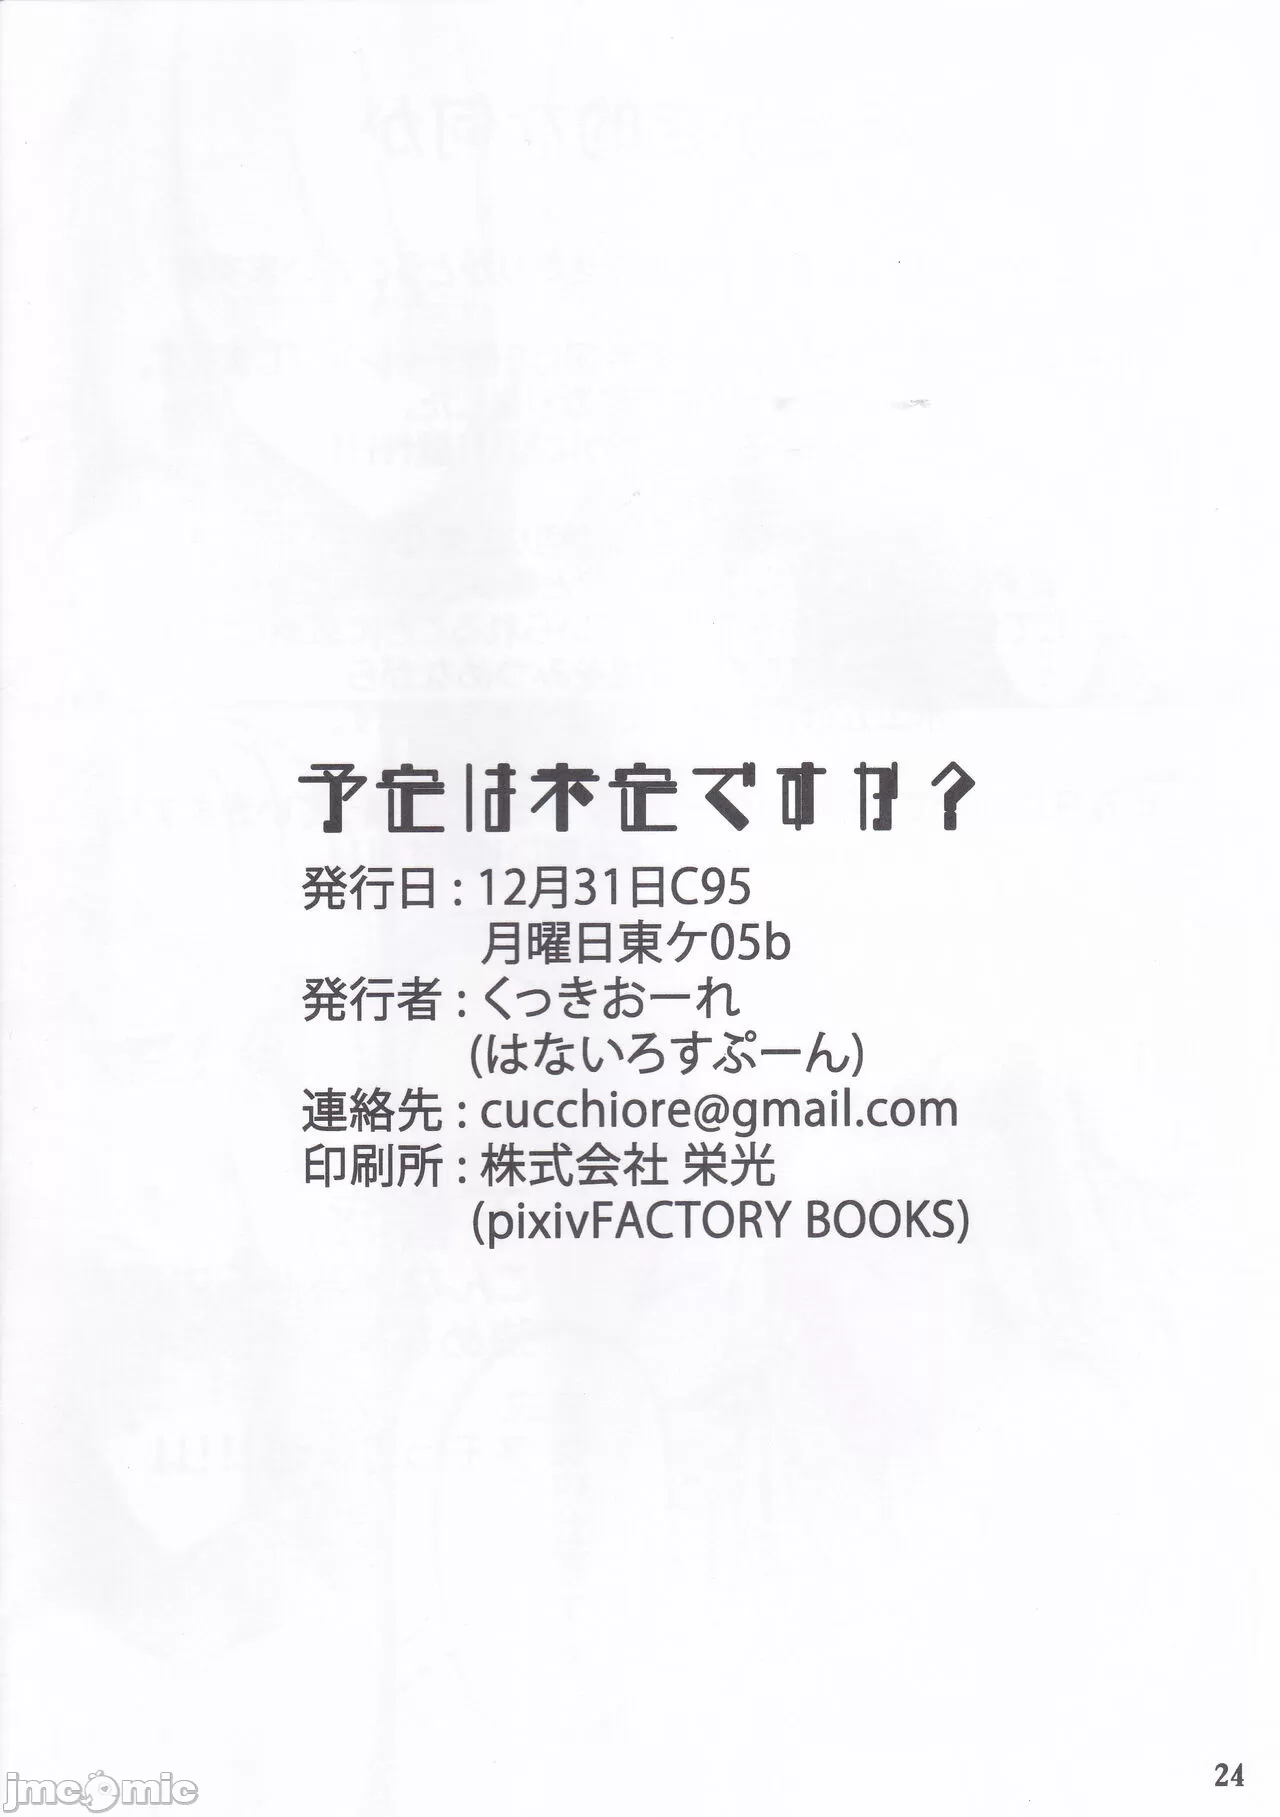 予定は未定ですか？
発行日 : 12月31日C95
月曜日東ケ05b
発行者 : くっきおーれ
(はないろすぷーん)
連絡先 : cucchiore@gmail.com
印刷所 : 株式会社 栄光
(pixivFACTORY BOOKS)
24
jmcomic